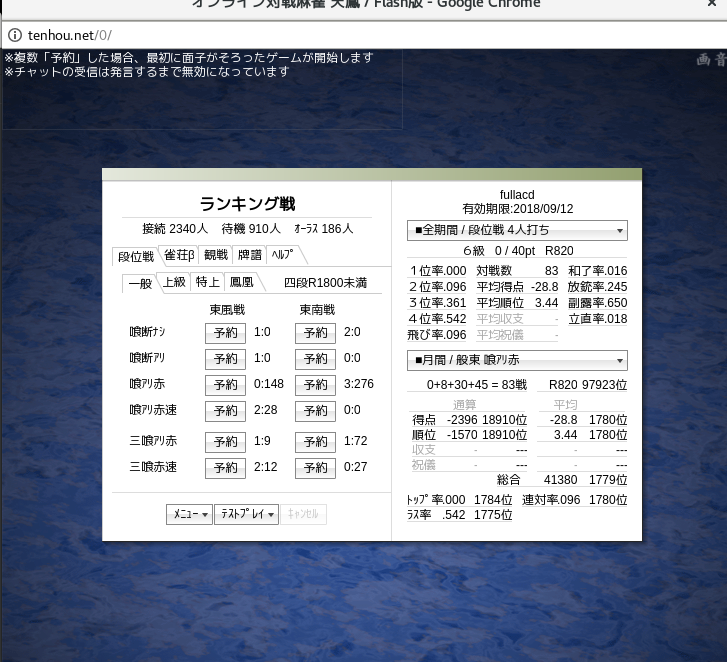 オンライン対戦麻雀 天鳳 / Flash版 - Google Chrome ×
tenhou.net/0/
※複数「予約」した場合、最初に面子がそろったゲームが開始します
※チャットの受信は発言するまで無効になっています
画 音
ランキング戦
接続 2340人 待機 910人 ｵｰﾗｽ 186人
段位戦 雀荘β 観戦 牌譜 ﾍﾙﾌﾟ
一般 上級 特上 鳳凰 四段R1800未満
東風戦 東南戦
喰断ﾅｼ 予約 1:0 予約 2:0
喰断ｱﾘ 予約 1:0 予約 0:0
喰ｱﾘ赤 予約 0:148 予約 3:276
喰ｱﾘ赤速 予約 2:28 予約 0:0
三喰ｱﾘ赤 予約 1:9 予約 1:72
三喰赤速 予約 2:12 予約 0:27
ﾒﾆｭｰ ﾃｽﾄﾌﾟﾚｲ ｷｬﾝｾﾙ
fullacd
有効期限:2018/09/12
■全期間 / 段位戦 4人打ち
６級 0 / 40pt R820
１位率.000 対戦数 83 和了率.016
２位率.096 平均得点 -28.8 放銃率.245
３位率.361 平均順位 3.44 副露率.650
４位率.542 平均収支 - 立直率.018
飛び率.096 平均祝儀 -
■月間 / 般東 喰ｱﾘ赤
0+8+30+45 = 83戦 R820 97923位
通算 平均
得点 -2396 18910位 -28.8 1780位
順位 -1570 18910位 3.44 1780位
収支 - --- - ---
祝儀 - --- - ---
総合 41380 1779位
ﾄｯﾌﾟ率.000 1784位 連対率.096 1780位
ﾗｽ率 .542 1775位